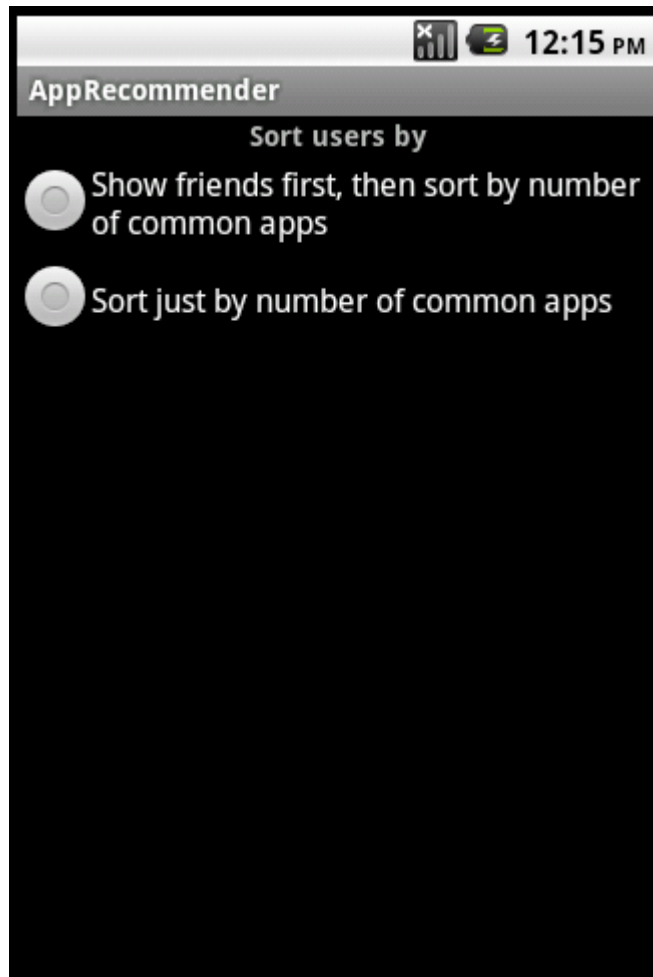 12:15 PM
AppRecommender
Sort users by
Show friends first, then sort by number
of common apps
Sort just by number of common apps